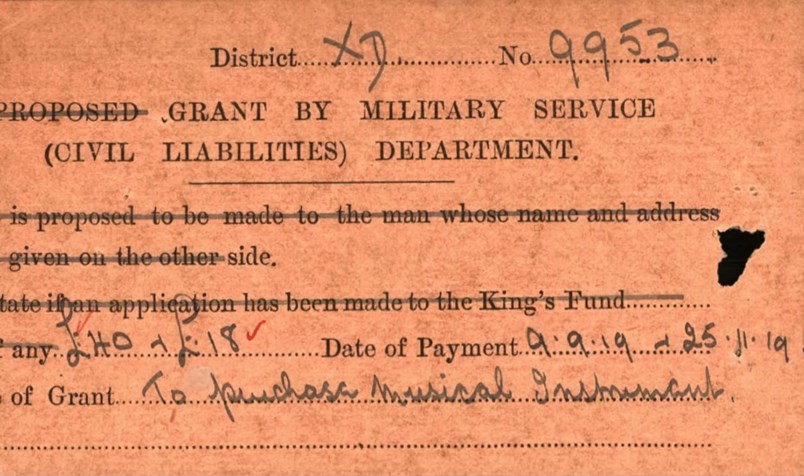 District XD No. 9953
PROPOSED GRANT BY MILITARY SERVICE
(CIVIL LIABILITIES) DEPARTMENT.
is proposed to be made to the man whose name and address
given on the other side.
tate if an application has been made to the King's Fund
f any £40 + £18 Date of Payment 9.9.19 + 25.11.19
of Grant To purchase Musical Instrument.